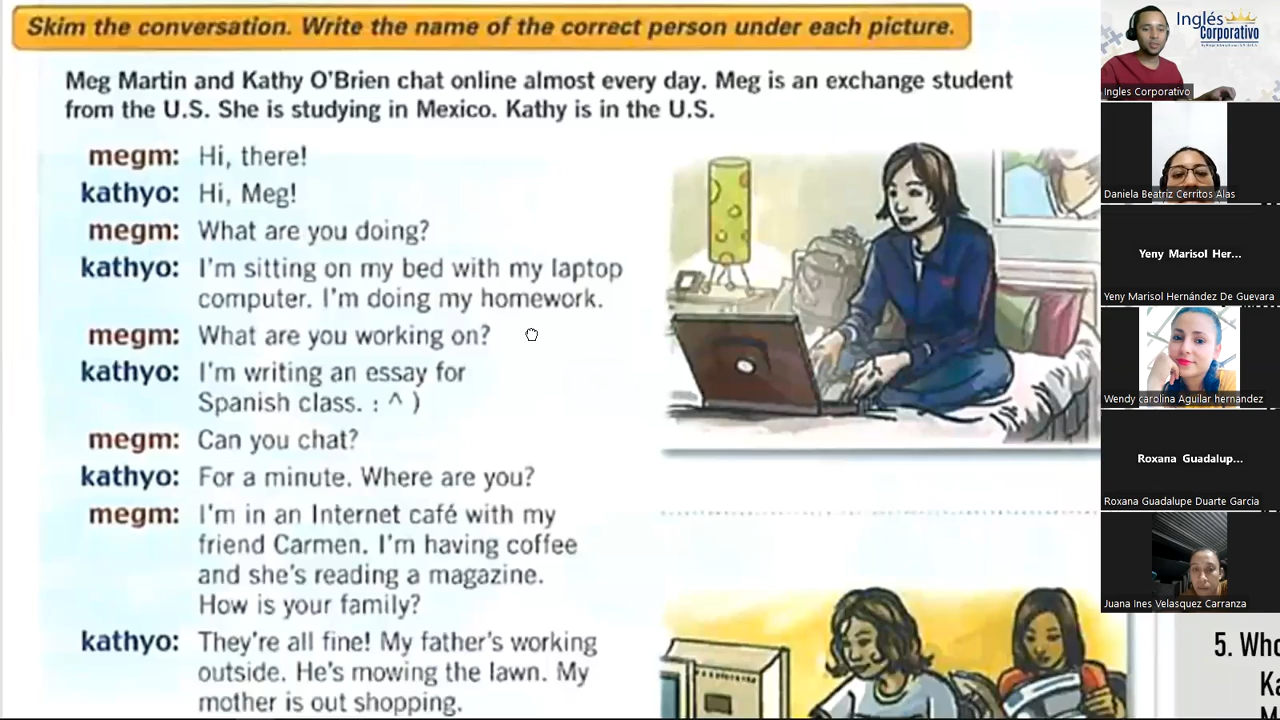 Skim the conversation. Write the name of the correct person under each picture.
Meg Martin and Kathy O'Brien chat online almost every day. Meg is an exchange student
from the U.S. She is studying in Mexico. Kathy is in the U.S.
megm: Hi, there!
kathyo: Hi, Meg!
megm: What are you doing?
kathyo: I'm sitting on my bed with my laptop
computer. I'm doing my homework.
megm: What are you working on?
kathyo: I'm writing an essay for
Spanish class. : ^ )
megm: Can you chat?
kathyo: For a minute. Where are you?
megm: I'm in an Internet café with my
friend Carmen. I'm having coffee
and she's reading a magazine.
How is your family?
kathyo: They're all fine! My father's working
outside. He's mowing the lawn. My
mother is out shopping.
Inglés
Corporativo
Ingles Corporativo
Daniela Beatriz Cerritos Alas
Yeny Marisol Her...
Yeny Marisol Hernández De Guevara
Wendy carolina Aguilar hernandez
Roxana Guadalup...
Roxana Guadalupe Duarte Garcia
Juana Ines Velasquez Carranza
5. Who
Ka